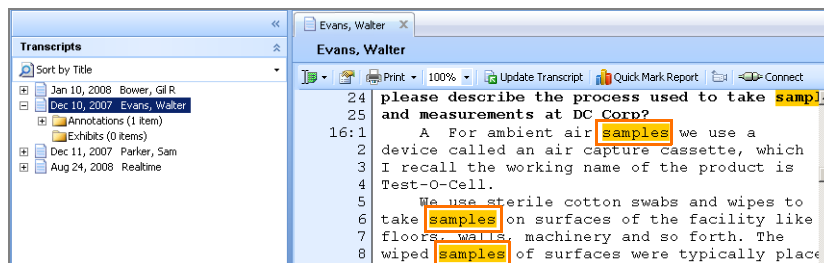 «
Transcripts
Sort by Title
Jan 10, 2008 Bower, Gil R
Dec 10, 2007 Evans, Walter
Annotations (1 item)
Exhibits (0 items)
Dec 11, 2007 Parker, Sam
Aug 24, 2008 Realtime
Evans, Walter X
Evans, Walter
Print 100% Update Transcript Quick Mark Report Connect
24 please describe the process used to take sampl
25 and measurements at DC Corp?
16:1 A For ambient air samples we use a
2 device called an air capture cassette, which
3 I recall the working name of the product is
4 Test-O-Cell.
5 We use sterile cotton swabs and wipes to
6 take samples on surfaces of the facility like
7 floors, walls, machinery and so forth. The
8 wiped samples of surfaces were typically place